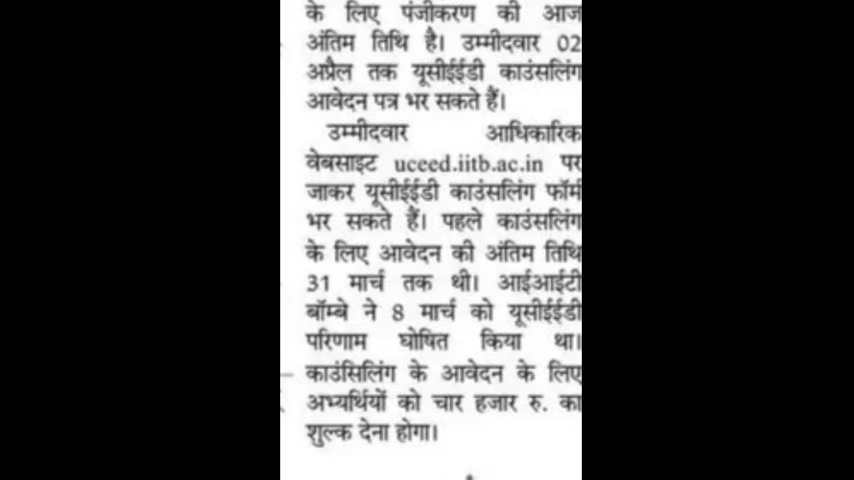 के लिए पंजीकरण की आज
अंतिम तिथि है। उम्मीदवार 02
अप्रैल तक यूसीईईडी काउंसलिंग
आवेदन पत्र भर सकते हैं।
उम्मीदवार आधिकारिक
वेबसाइट uceed.iitb.ac.in पर
जाकर यूसीईईडी काउंसलिंग फॉर्म
भर सकते हैं। पहले काउंसलिंग
के लिए आवेदन की अंतिम तिथि
31 मार्च तक थी। आईआईटी
बॉम्बे ने 8 मार्च को यूसीईईडी
परिणाम घोषित किया था।
काउंसिलिंग के आवेदन के लिए
अभ्यर्थियों को चार हजार रु. का
शुल्क देना होगा।